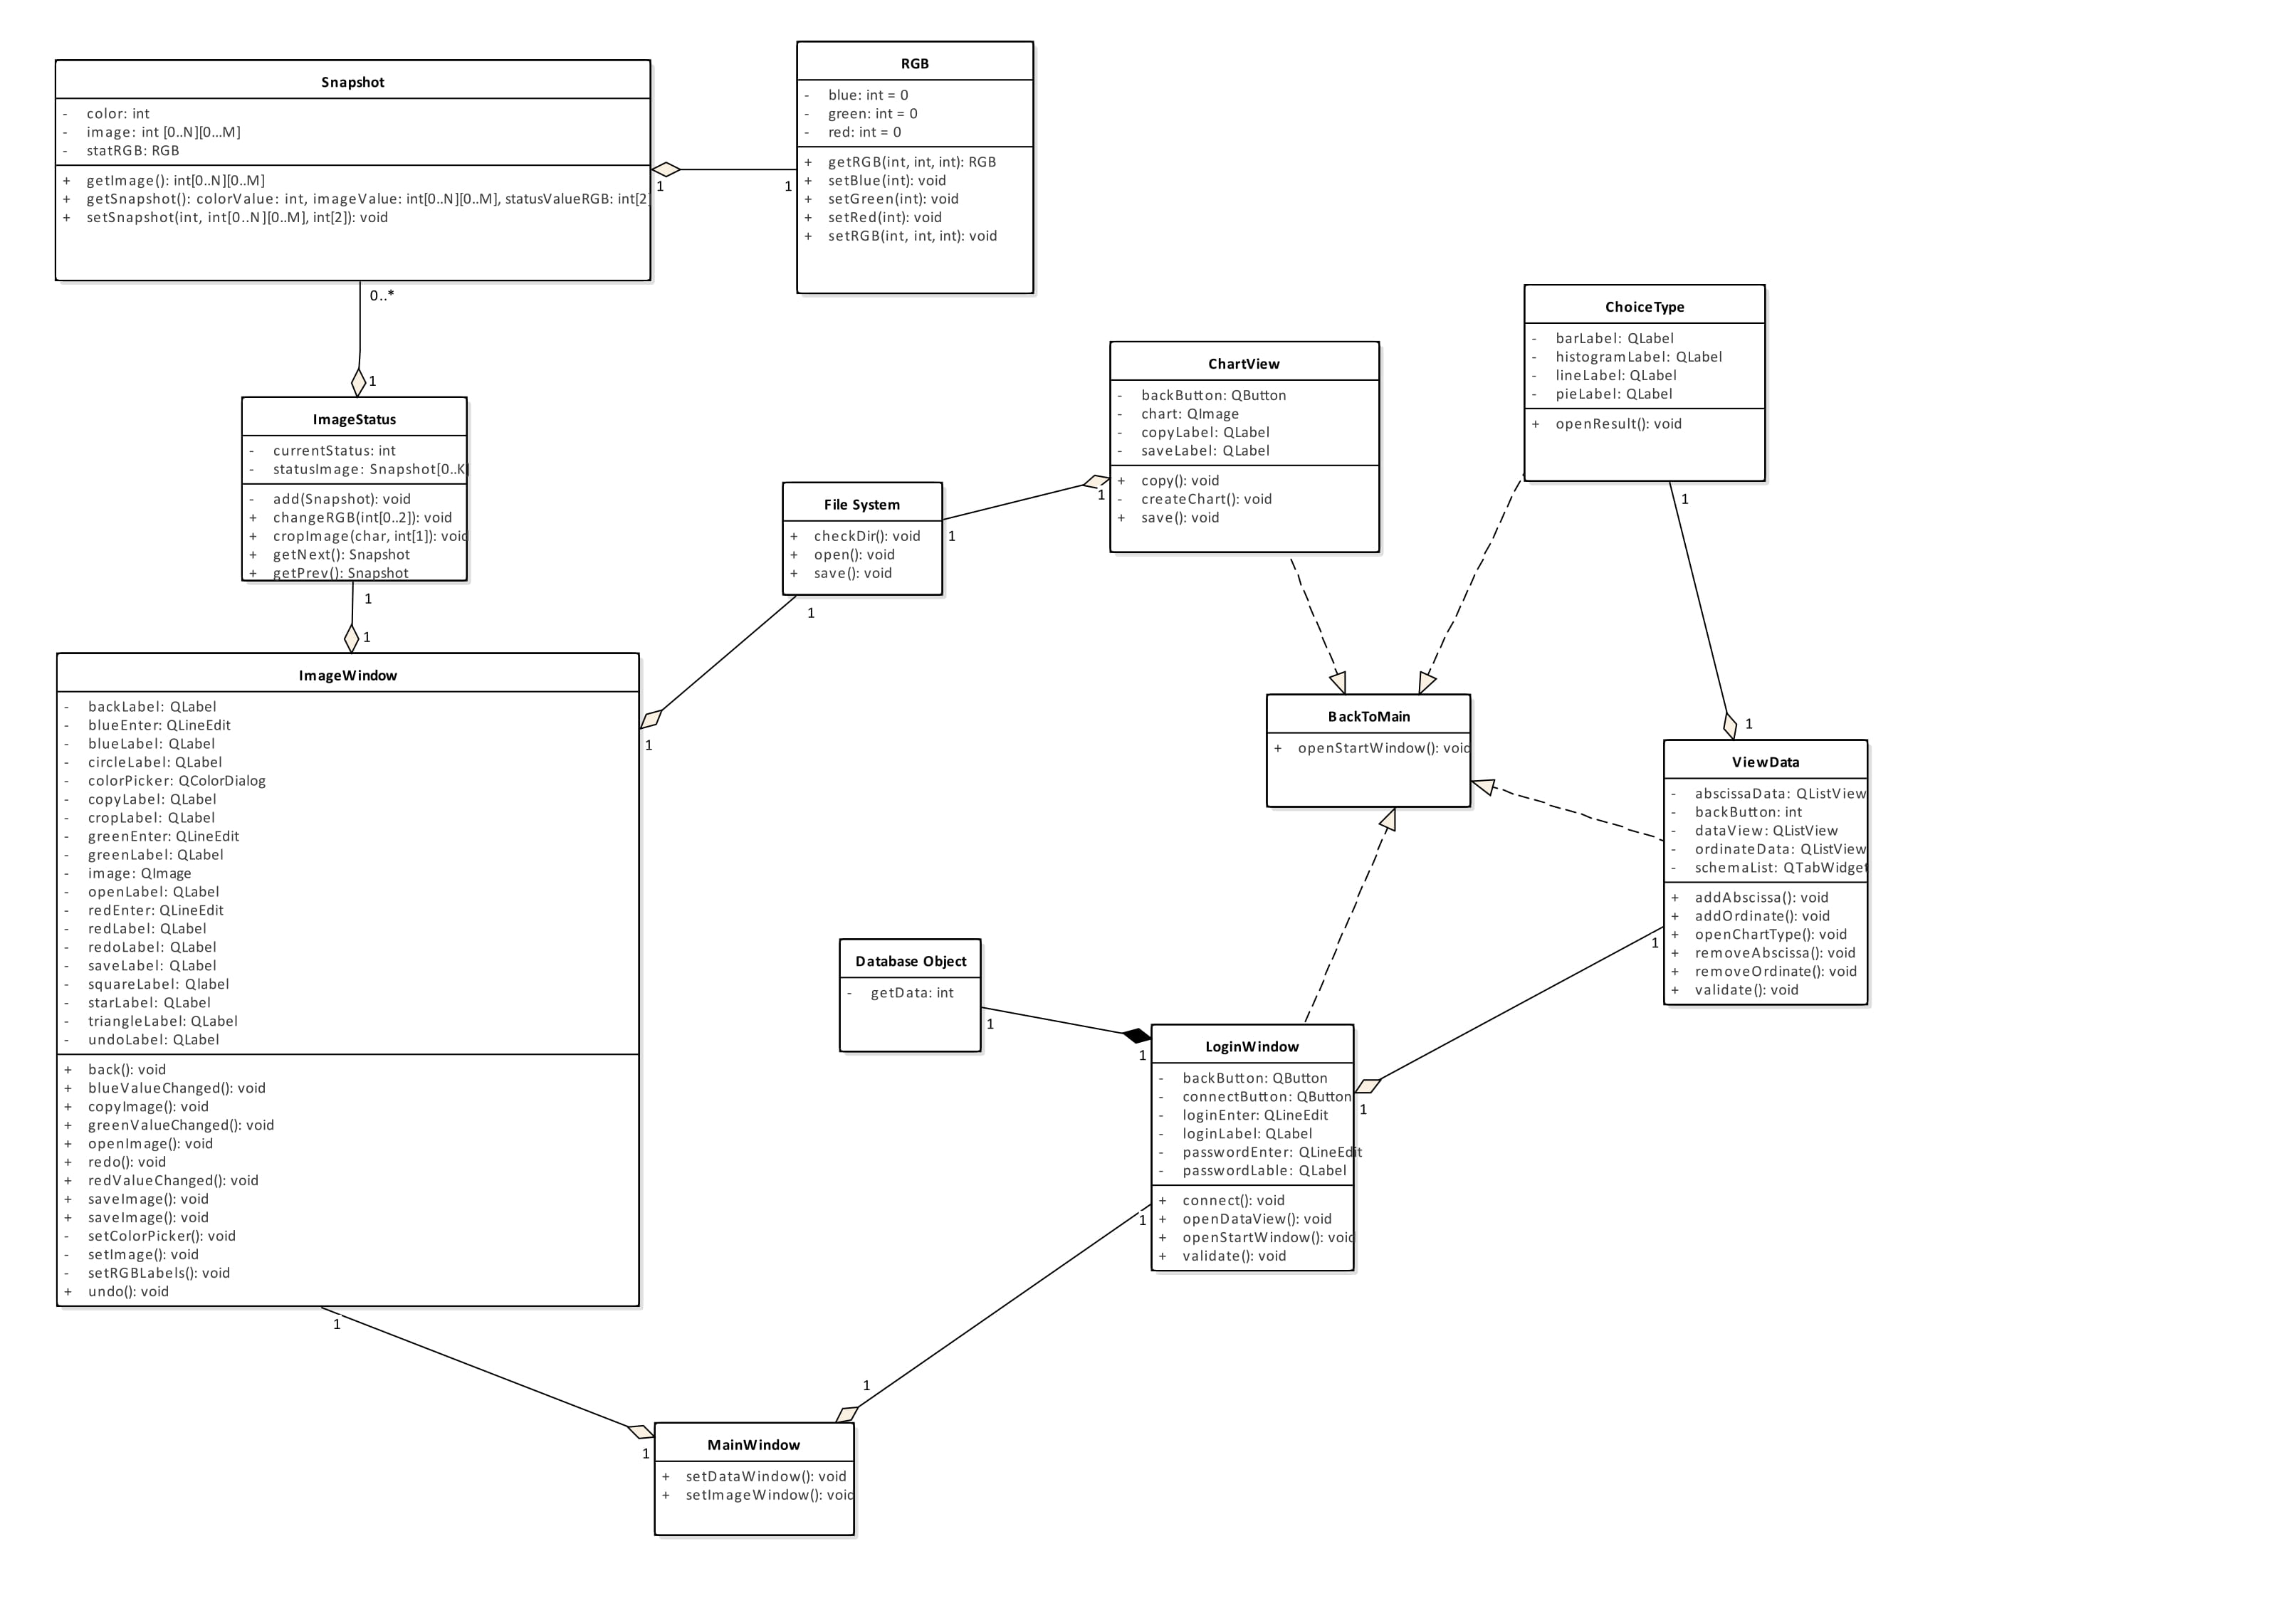 Snapshot
- color: int
- image: int [0..N][0...M]
- statRGB: RGB
+ getImage(): int[0..N][0..M]
+ getSnapshot(): colorValue: int, imageValue: int[0..N][0..M], statusValueRGB: int[2]
+ setSnapshot(int, int[0..N][0..M], int[2]): void
1
1
RGB
- blue: int = 0
- green: int = 0
- red: int = 0
+ getRGB(int, int, int): RGB
+ setBlue(int): void
+ setGreen(int): void
+ setRed(int): void
+ setRGB(int, int, int): void
0..*
1
ImageStatus
- currentStatus: int
- statusImage: Snapshot[0..K]
- add(Snapshot): void
+ changeRGB(int[0..2]): void
+ cropImage(char, int[1]): void
+ getNext(): Snapshot
+ getPrev(): Snapshot
1
1
File System
+ checkDir(): void
+ open(): void
+ save(): void
1
1
1
1
ChartView
- backButton: QButton
- chart: QImage
- copyLabel: QLabel
- saveLabel: QLabel
+ copy(): void
- createChart(): void
+ save(): void
ChoiceType
- barLabel: QLabel
- histogramLabel: QLabel
- lineLabel: QLabel
- pieLabel: QLabel
+ openResult(): void
1
1
ImageWindow
- backLabel: QLabel
- blueEnter: QLineEdit
- blueLabel: QLabel
- circleLabel: QLabel
- colorPicker: QColorDialog
- copyLabel: QLabel
- cropLabel: QLabel
- greenEnter: QLineEdit
- greenLabel: QLabel
- image: QImage
- openLabel: QLabel
- redEnter: QLineEdit
- redLabel: QLabel
- redoLabel: QLabel
- saveLabel: QLabel
- squareLabel: Qlabel
- starLabel: QLabel
- triangleLabel: QLabel
- undoLabel: QLabel
+ back(): void
+ blueValueChanged(): void
+ copyImage(): void
+ greenValueChanged(): void
+ openImage(): void
+ redo(): void
+ redValueChanged(): void
+ saveImage(): void
+ saveImage(): void
- setColorPicker(): void
- setImage(): void
- setRGBLabels(): void
+ undo(): void
BackToMain
+ openStartWindow(): void
ViewData
- abscissaData: QListView
- backButton: int
- dataView: QListView
- ordinateData: QListView
- schemaList: QTabWidget
+ addAbscissa(): void
+ addOrdinate(): void
+ openChartType(): void
+ removeAbscissa(): void
+ removeOrdinate(): void
+ validate(): void
1
1
Database Object
- getData: int
1
1
LoginWindow
- backButton: QButton
- connectButton: QButton
- loginEnter: QLineEdit
- loginLabel: QLabel
- passwordEnter: QLineEdit
- passwordLable: QLabel
+ connect(): void
+ openDataView(): void
+ openStartWindow(): void
+ validate(): void
1
1
1
1
MainWindow
+ setDataWindow(): void
+ setImageWindow(): void